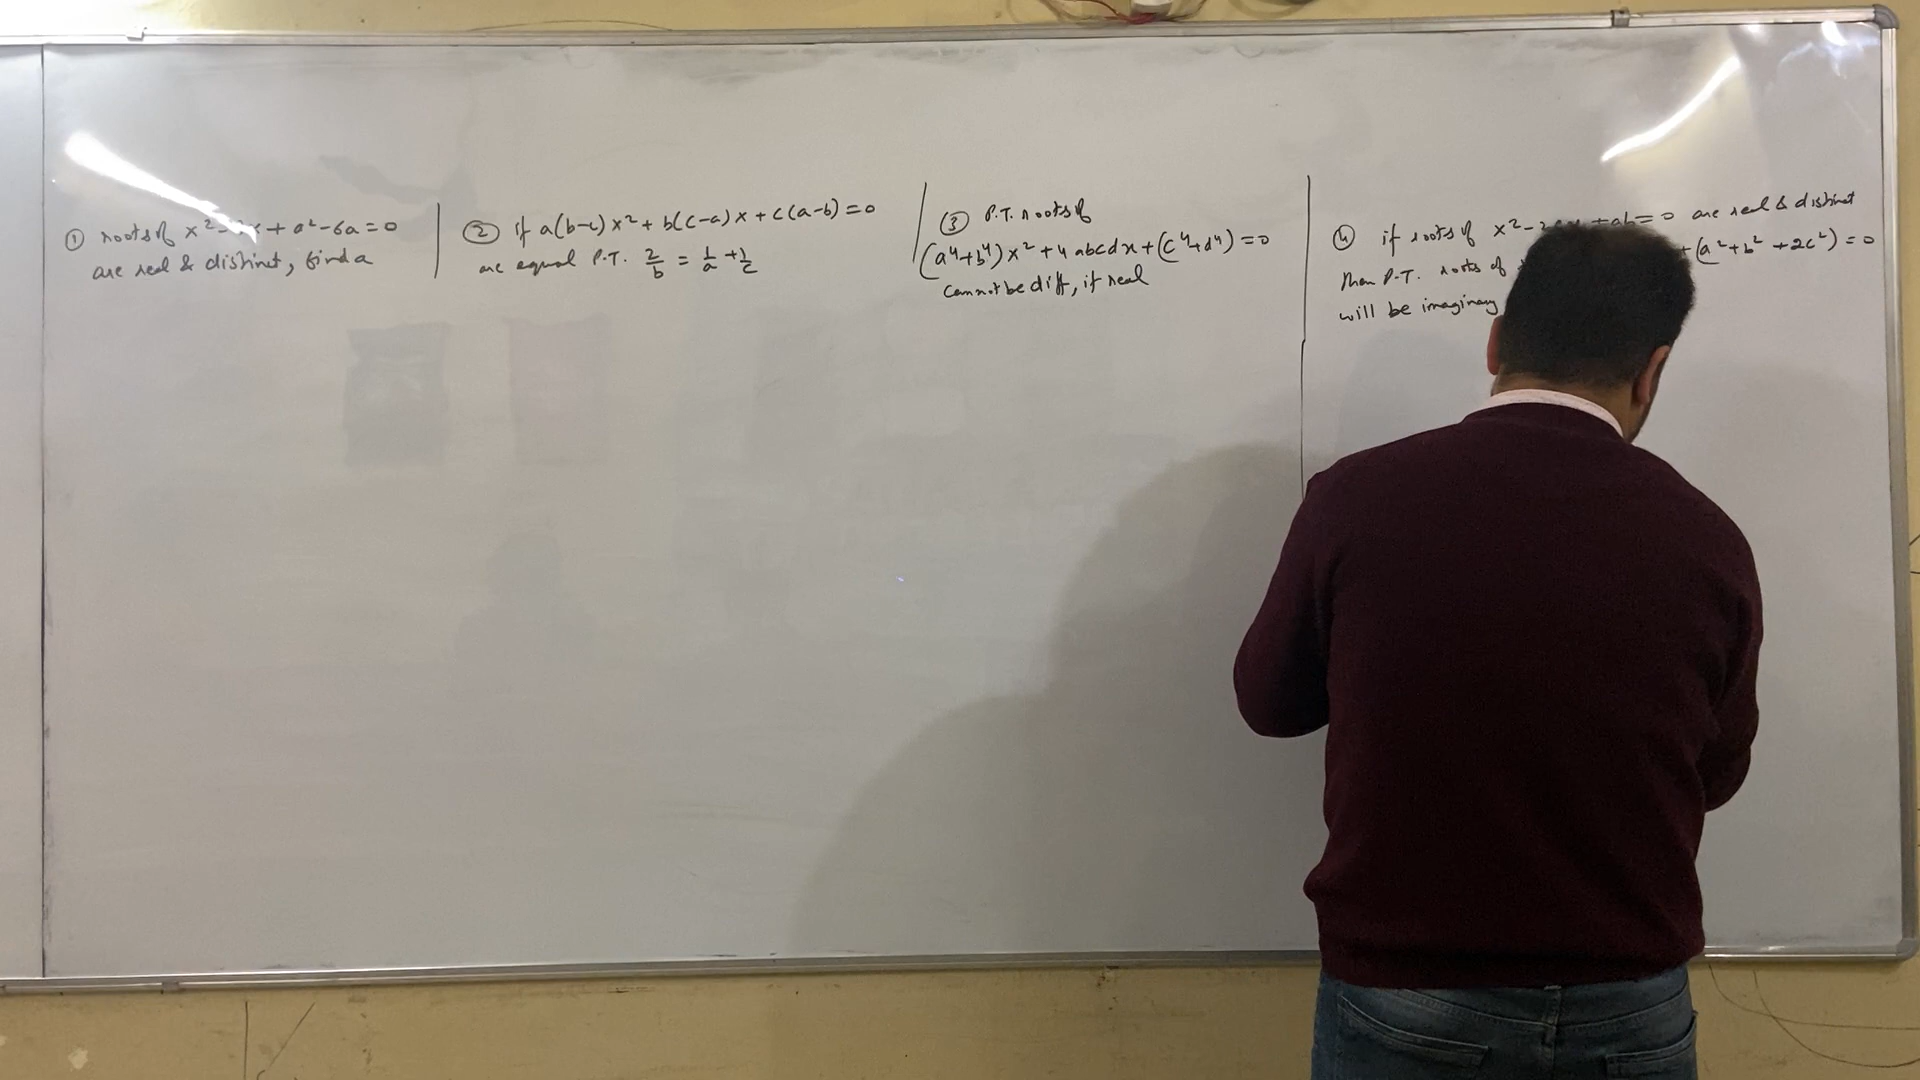 ① roots of x² + a² - 6a = 0
are real & distinct, find a
② if a(b-c)x² + b(c-a)x + c(a-b) = 0
are equal P.T. 2/b = 1/a + 1/c
③ P.T. roots of
(a⁴+b⁴)x² + 4abcdx + (c⁴+d⁴) = 0
cannot be diff, if real
④ if roots of x² - 2 + ab = 0 are real & distinct
then P.T. roots of + (a² + b² + 2c²) = 0
will be imaginary